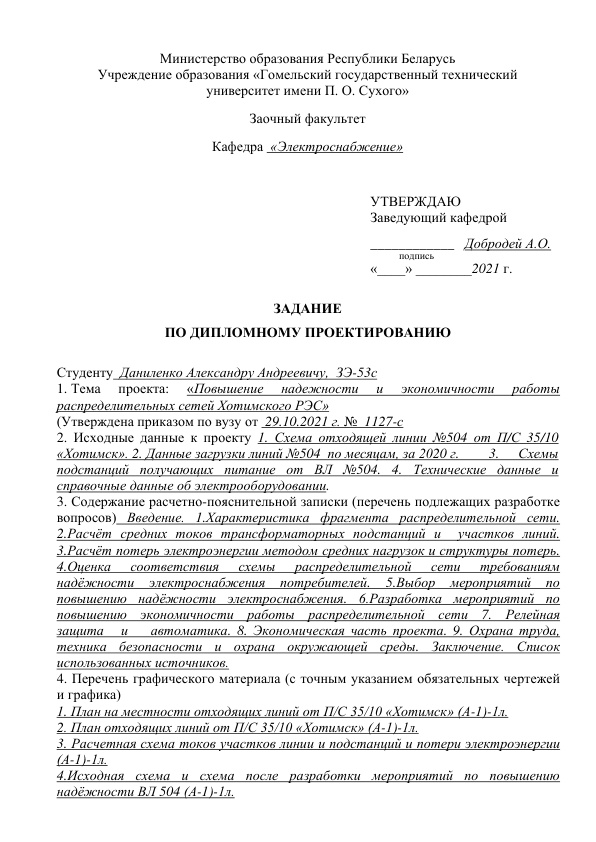 Министерство образования Республики Беларусь
Учреждение образования «Гомельский государственный технический
университет имени П. О. Сухого»
Заочный факультет
Кафедра «Электроснабжение»
УТВЕРЖДАЮ
Заведующий кафедрой
____________ Добродей А.О.
подпись
«____» ________2021 г.
ЗАДАНИЕ
ПО ДИПЛОМНОМУ ПРОЕКТИРОВАНИЮ
Студенту Даниленко Александру Андреевичу, ЗЭ-53с
1. Тема проекта: «Повышение надежности и экономичности работы
распределительных сетей Хотимского РЭС»
(Утверждена приказом по вузу от 29.10.2021 г. № 1127-с
2. Исходные данные к проекту 1. Схема отходящей линии №504 от П/С 35/10
«Хотимск». 2. Данные загрузки линий №504 по месяцам, за 2020 г. 3. Схемы
подстанций получающих питание от ВЛ №504. 4. Технические данные и
справочные данные об электрооборудовании.
3. Содержание расчетно-пояснительной записки (перечень подлежащих разработке
вопросов) Введение. 1.Характеристика фрагмента распределительной сети.
2.Расчёт средних токов трансформаторных подстанций и участков линий.
3.Расчёт потерь электроэнергии методом средних нагрузок и структуры потерь.
4.Оценка соответствия схемы распределительной сети требованиям
надёжности электроснабжения потребителей. 5.Выбор мероприятий по
повышению надёжности электроснабжения. 6.Разработка мероприятий по
повышению экономичности работы распределительной сети 7. Релейная
защита и автоматика. 8. Экономическая часть проекта. 9. Охрана труда,
техника безопасности и охрана окружающей среды. Заключение. Список
использованных источников.
4. Перечень графического материала (с точным указанием обязательных чертежей
и графика)
1. План на местности отходящих линий от П/С 35/10 «Хотимск» (А-1)-1л.
2. План отходящих линий от П/С 35/10 «Хотимск» (А-1)-1л.
3. Расчетная схема токов участков линии и подстанций и потери электроэнергии
(А-1)-1л.
4.Исходная схема и схема после разработки мероприятий по повышению
надёжности ВЛ 504 (А-1)-1л.